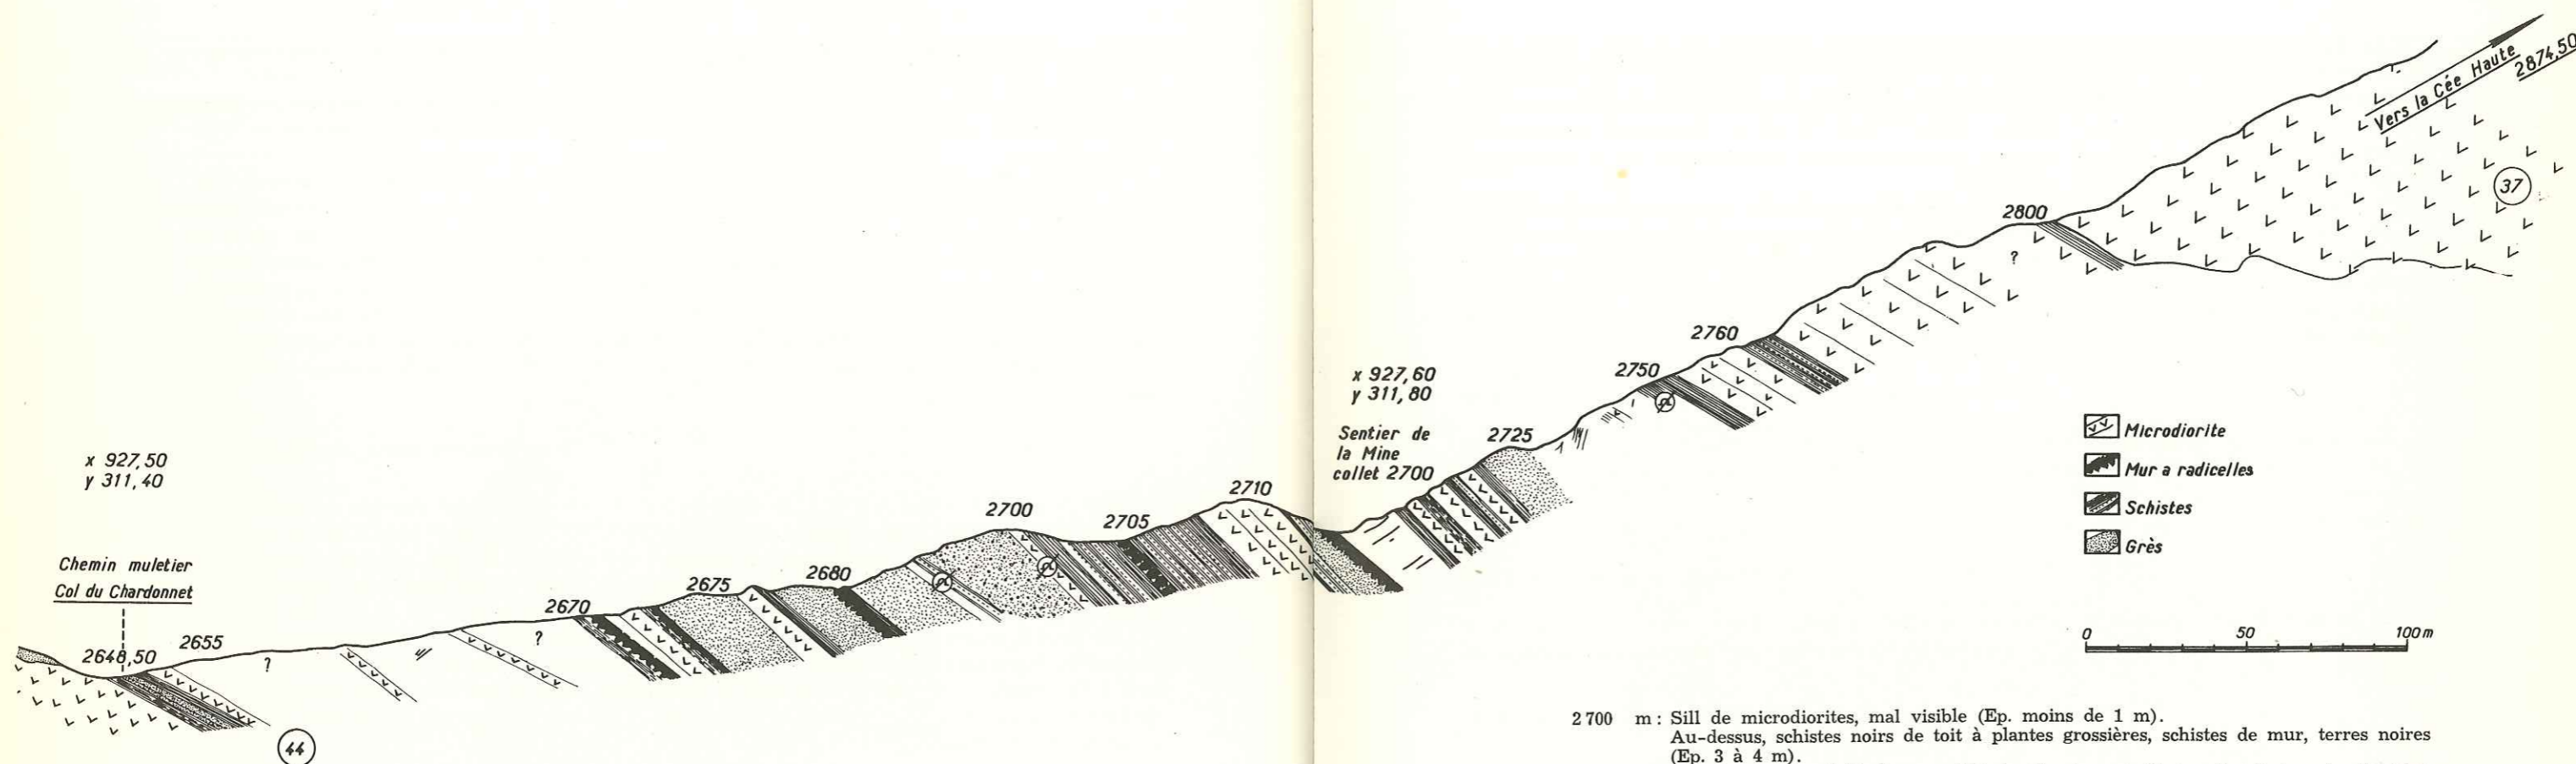 x 927,50
y 311,40
Chemin muletier
Col du Chardonnet
2648,50
2655
?
44
?
2670
2675
2680
2700
2705
2710
x 927,60
y 311,80
Sentier de
la Mine
collet 2700
2725
2750
2760
?
2800
Vers la Cée Haute
2874,50
37
Microdiorite
Mur a radicelles
Schistes
Grès
0 50 100 m
2 700 m : Sill de microdiorites, mal visible (Ep. moins de 1 m).
Au-dessus, schistes noirs de toit à plantes grossières, schistes de mur, terres noires
(Ep. 3 à 4 m).